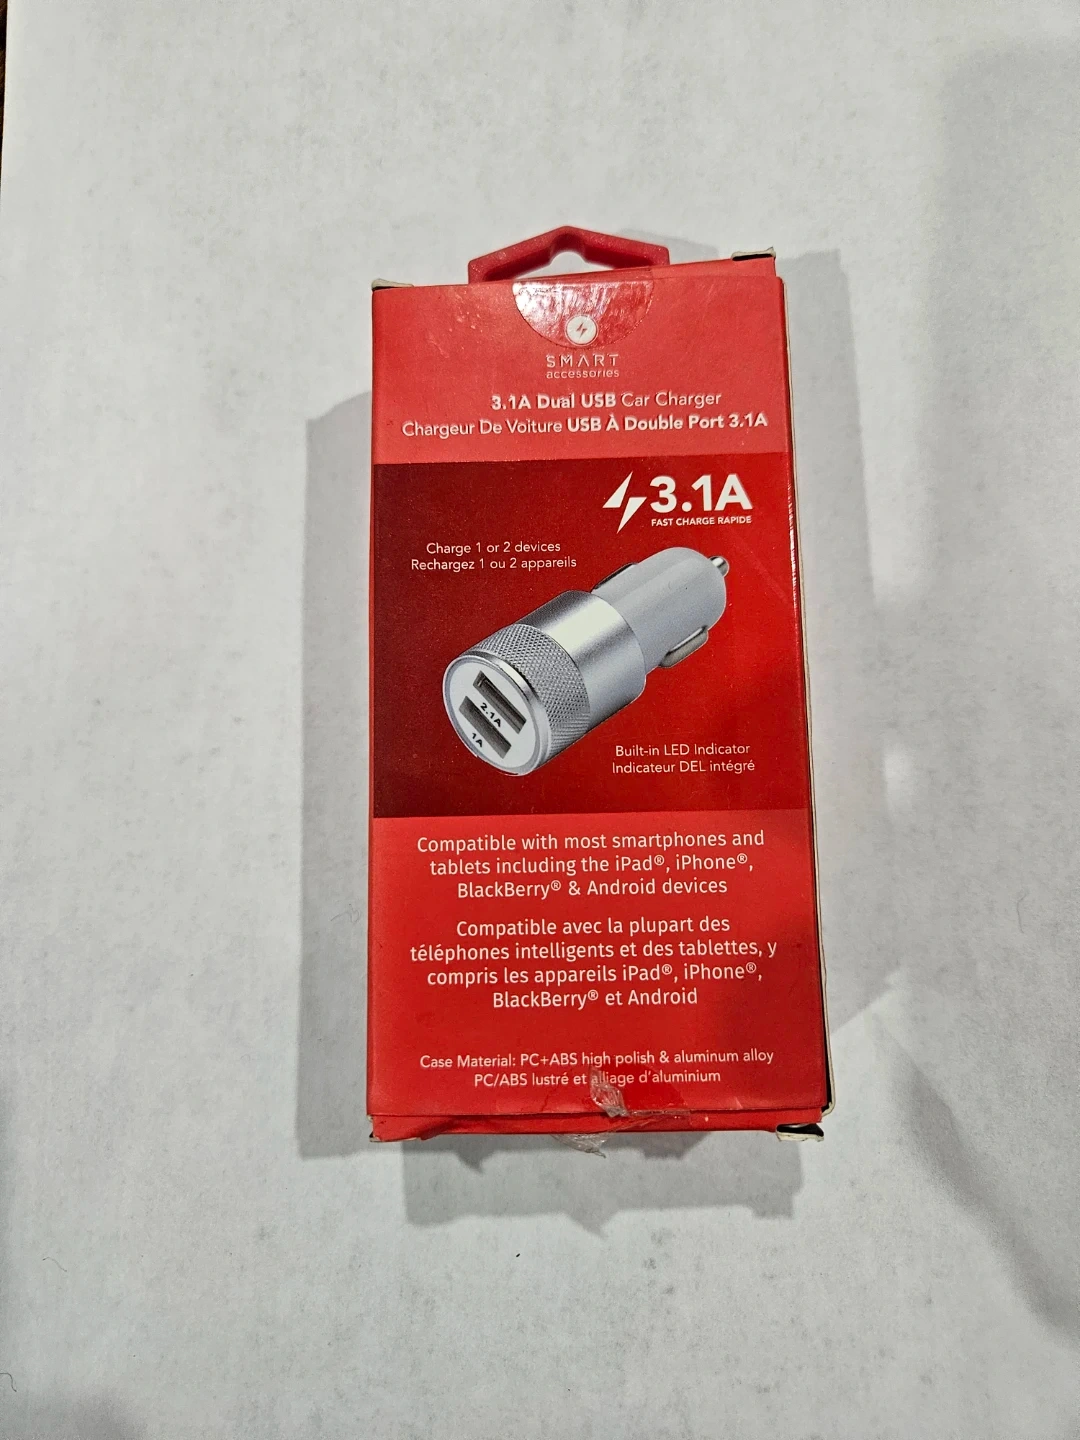 SMART
accessories
3.1A Dual USB Car Charger
Chargeur De Voiture USB À Double Port 3.1A
3.1A
FAST CHARGE RAPIDE
Charge 1 or 2 devices
Rechargez 1 ou 2 appareils
2.1A
1A
Built-in LED Indicator
Indicateur DEL intégré
Compatible with most smartphones and
tablets including the iPad®, iPhone®,
BlackBerry® & Android devices
Compatible avec la plupart des
téléphones intelligents et des tablettes, y
compris les appareils iPad®, iPhone®,
BlackBerry® et Android
Case Material: PC+ABS high polish & aluminum alloy
PC/ABS lustré et alliage d'aluminium